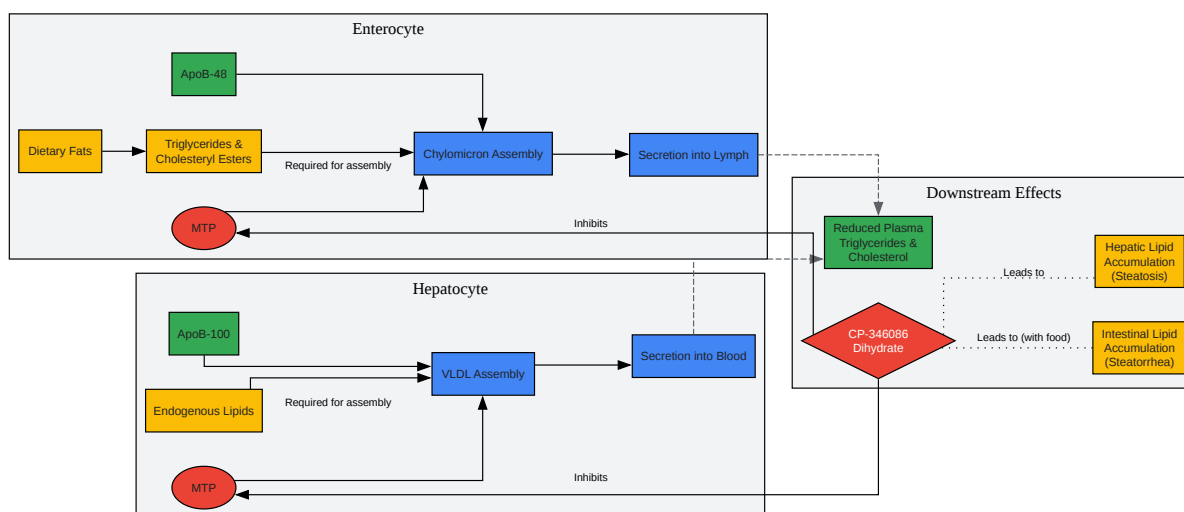 Enterocyte
ApoB-48
Dietary Fats
Triglycerides &
Cholesteryl Esters
Required for assembly
Chylomicron Assembly
Secretion into Lymph
MTP
Inhibits
Downstream Effects
Reduced Plasma
Triglycerides &
Cholesterol
Hepatic Lipid
Accumulation
(Steatosis)
Leads to
CP-346086
Dihydrate
Leads to (with food)
Intestinal Lipid
Accumulation
(Steatorrhea)
Hepatocyte
ApoB-100
Endogenous Lipids
Required for assembly
VLDL Assembly
Secretion into Blood
MTP
Inhibits